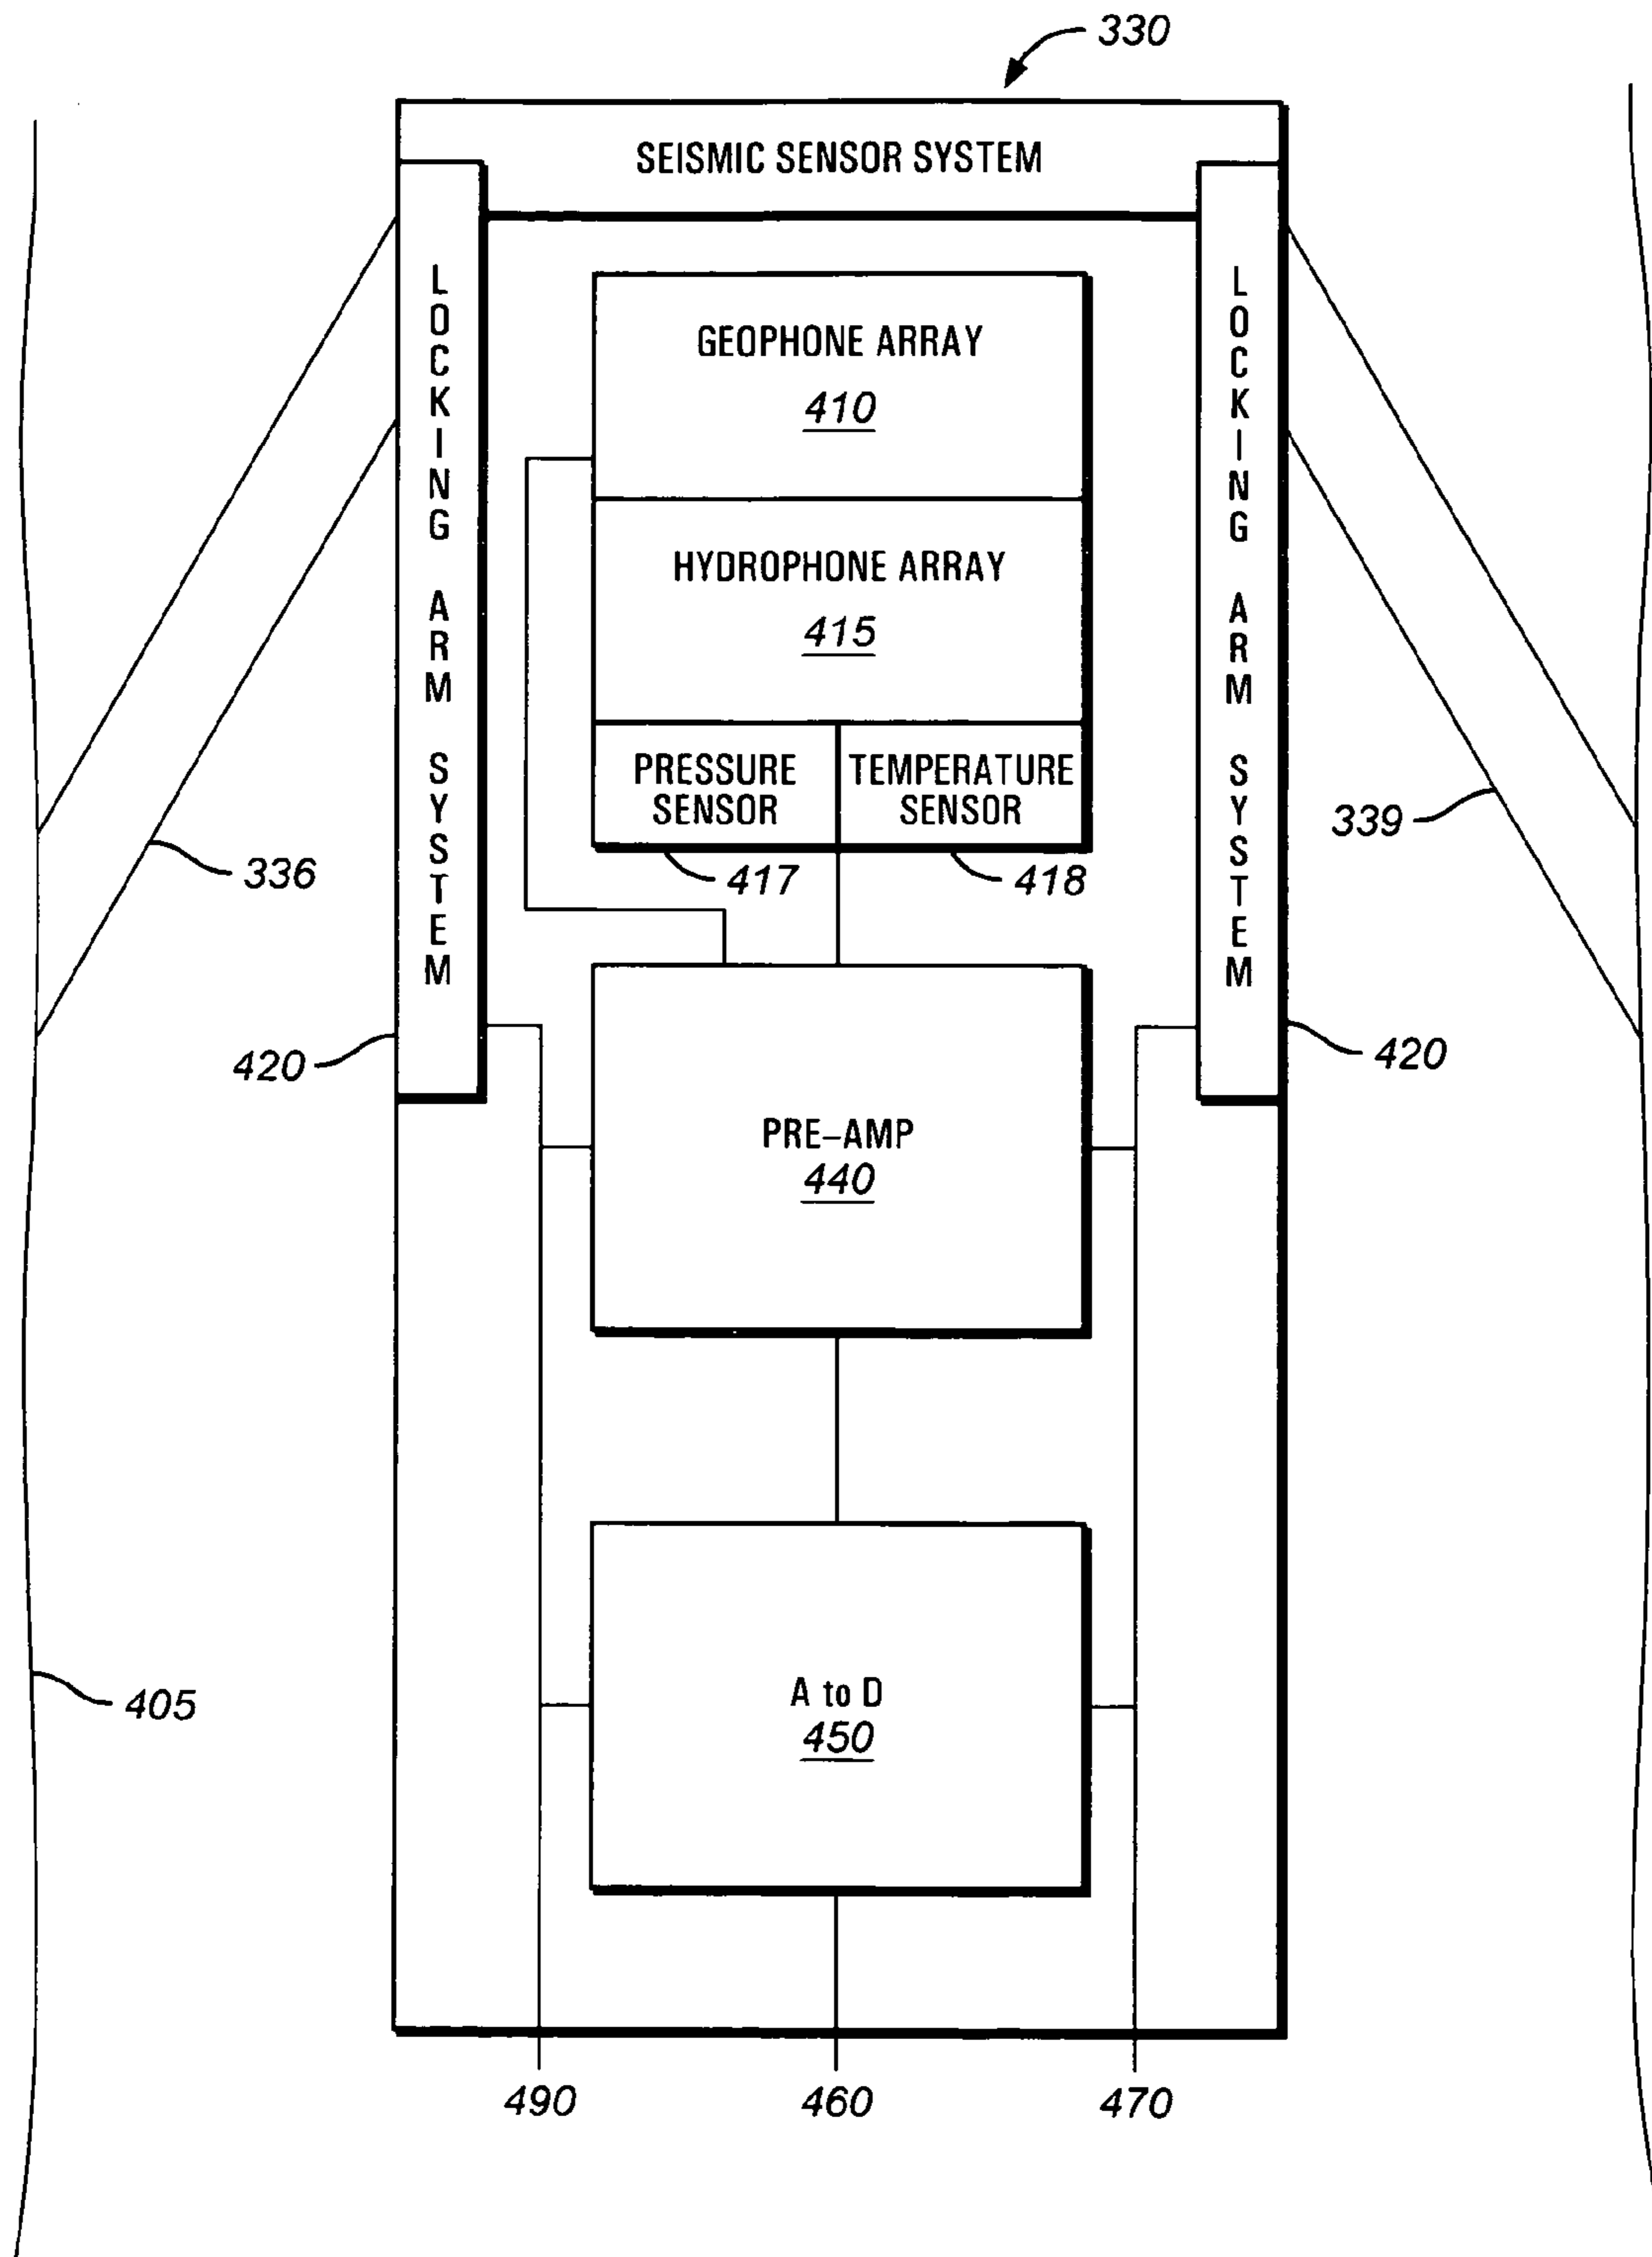 330
SEISMIC SENSOR SYSTEM
LOCKING ARM SYSTEM
GEOPHONE ARRAY
410
HYDROPHONE ARRAY
415
PRESSURE
SENSOR
TEMPERATURE
SENSOR
417
418
LOCKING ARM SYSTEM
336
339
420
420
PRE–AMP
440
A to D
450
405
490
460
470